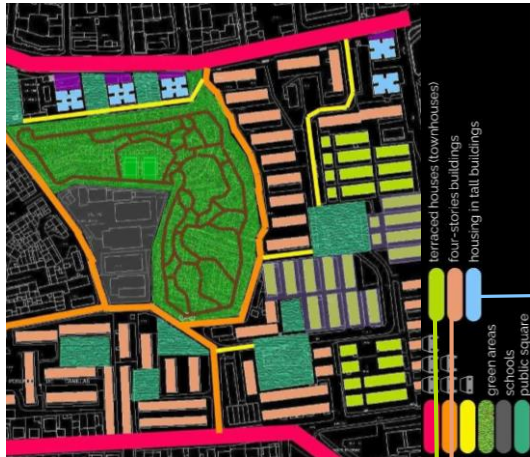 terraced houses (townhouses)
four-stories buildings
housing in tall buildings
green areas
schools
public square